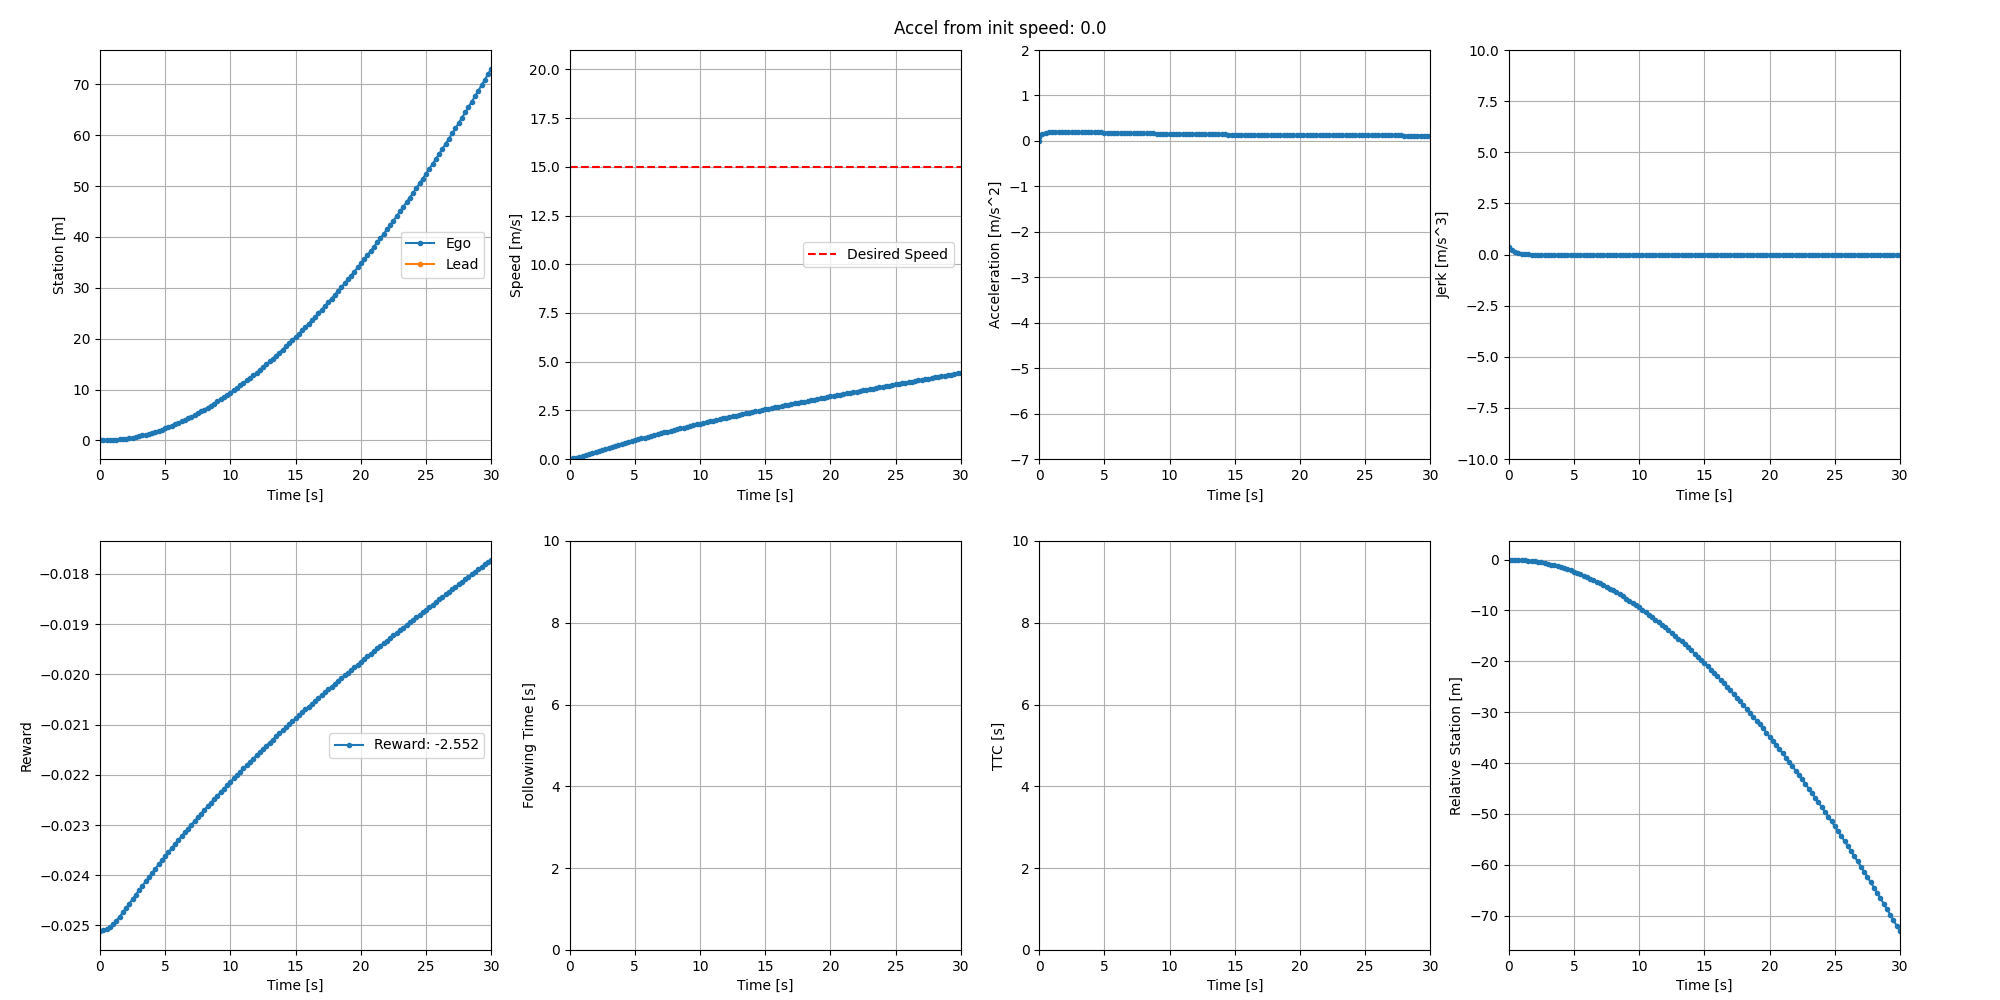 Accel from init speed: 0.0
Station [m]
70
60
50
40
30
20
10
0
Ego
Lead
0 5 10 15 20 25 30
Time [s]
Speed [m/s]
20.0
17.5
15.0
12.5
10.0
7.5
5.0
2.5
0.0
Desired Speed
0 5 10 15 20 25 30
Time [s]
Acceleration [m/s^2]
2
1
0
−1
−2
−3
−4
−5
−6
−7
0 5 10 15 20 25 30
Time [s]
Jerk [m/s^3]
10.0
7.5
5.0
2.5
0.0
−2.5
−5.0
−7.5
−10.0
0 5 10 15 20 25 30
Time [s]
Reward
−0.018
−0.019
−0.020
−0.021
−0.022
−0.023
−0.024
−0.025
Reward: -2.552
0 5 10 15 20 25 30
Time [s]
Following Time [s]
10
8
6
4
2
0
0 5 10 15 20 25 30
Time [s]
TTC [s]
10
8
6
4
2
0
0 5 10 15 20 25 30
Time [s]
Relative Station [m]
0
−10
−20
−30
−40
−50
−60
−70
0 5 10 15 20 25 30
Time [s]